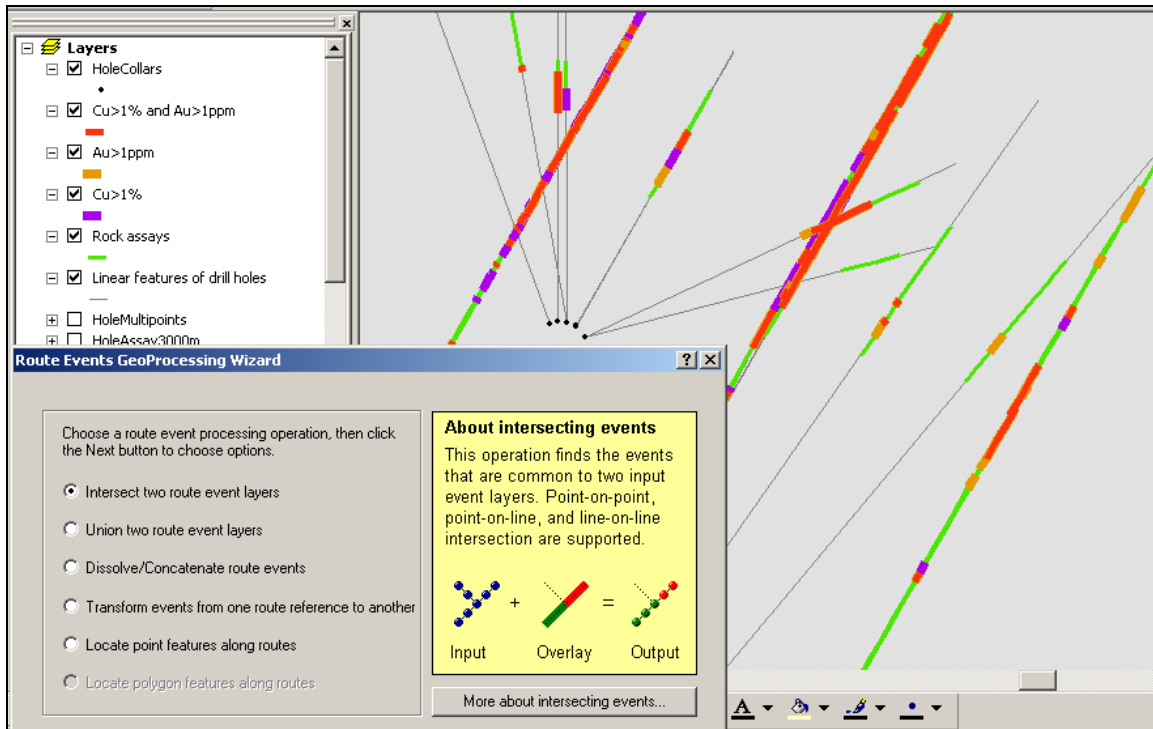 Layers
HoleCollars
Cu>1% and Au>1ppm
Au>1ppm
Cu>1%
Rock assays
Linear features of drill holes
HoleMultipoints
HoleAssay3000m
Route Events GeoProcessing Wizard
Choose a route event processing operation, then click
the Next button to choose options.
Intersect two route event layers
Union two route event layers
Dissolve/Concatenate route events
Transform events from one route reference to another
Locate point features along routes
Locate polygon features along routes
About intersecting events
This operation finds the events
that are common to two input
event layers. Point-on-point,
point-on-line, and line-on-line
intersection are supported.
+ =
Input Overlay Output
More about intersecting events...
A